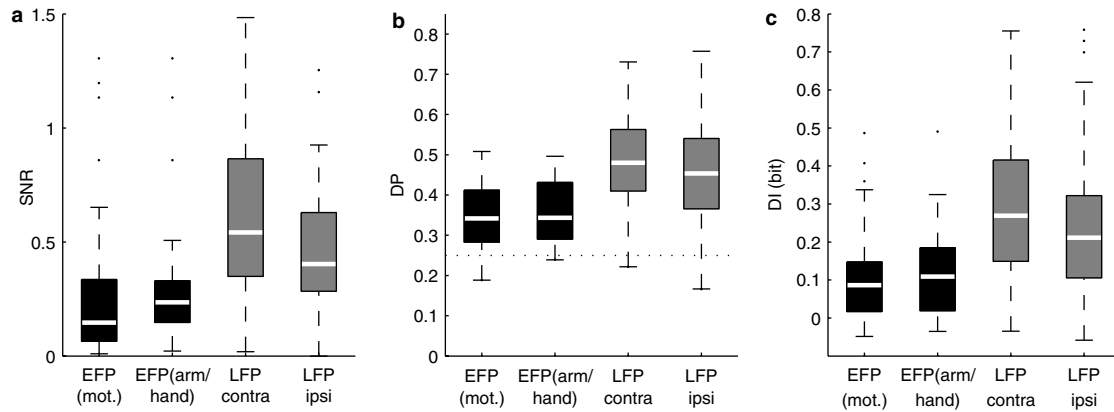 a
SNR
1.5
1
0.5
0
EFP
(mot.)
EFP(arm/
hand)
LFP
contra
LFP
ipsi
b
DP
0.8
0.7
0.6
0.5
0.4
0.3
0.2
0.1
0
EFP
(mot.)
EFP(arm/
hand)
LFP
contra
LFP
ipsi
c
DI (bit)
0.8
0.7
0.6
0.5
0.4
0.3
0.2
0.1
0
EFP
(mot.)
EFP(arm/
hand)
LFP
contra
LFP
ipsi